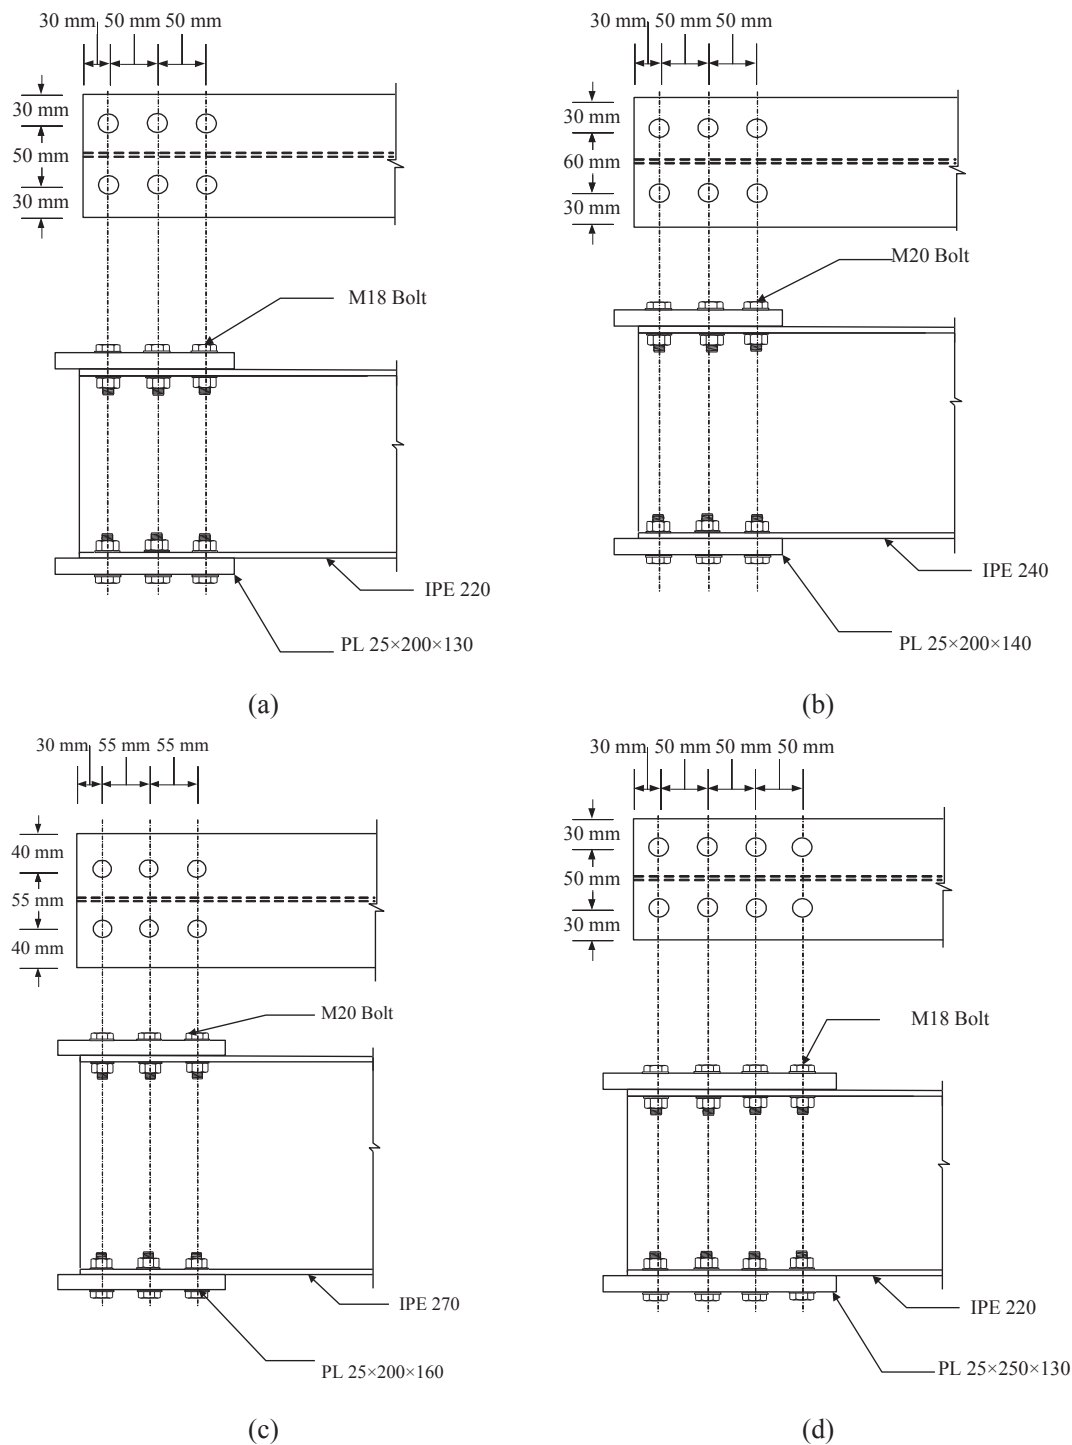 30 mm 50 mm 50 mm
30 mm
50 mm
30 mm
M18 Bolt
IPE 220
PL 25×200×130
(a)
30 mm 50 mm 50 mm
30 mm
60 mm
30 mm
M20 Bolt
IPE 240
PL 25×200×140
(b)
30 mm 55 mm 55 mm
40 mm
55 mm
40 mm
M20 Bolt
IPE 270
PL 25×200×160
(c)
30 mm 50 mm 50 mm 50 mm
30 mm
50 mm
30 mm
M18 Bolt
IPE 220
PL 25×250×130
(d)